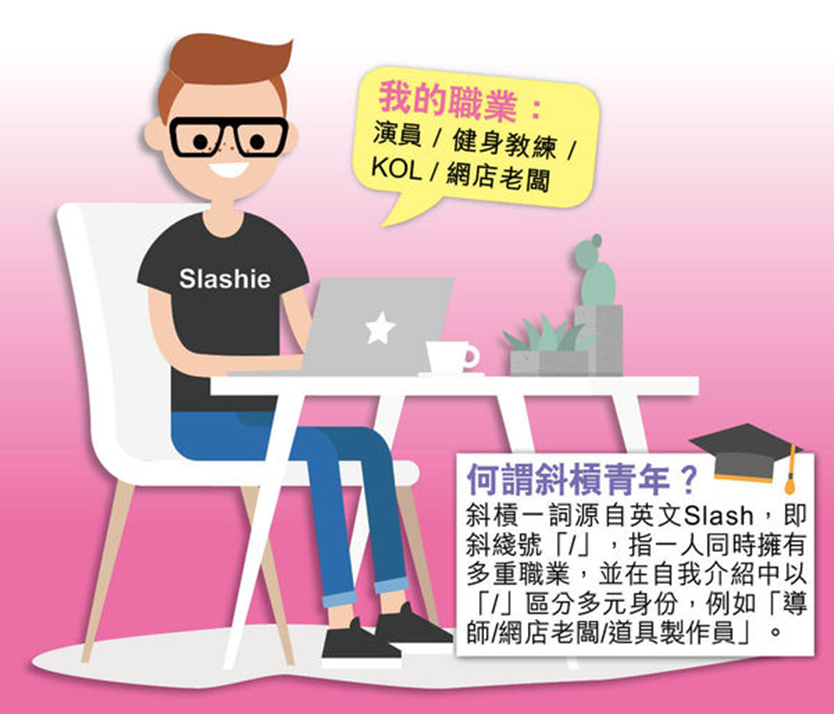 我的職業：
演員 / 健身教練 /
KOL / 網店老闆
Slashie
何謂斜槓青年？
斜槓一詞源自英文Slash，即
斜綫號「/」，指一人同時擁有
多重職業，並在自我介紹中以
「/」區分多元身份，例如「導
師/網店老闆/道具製作員」。